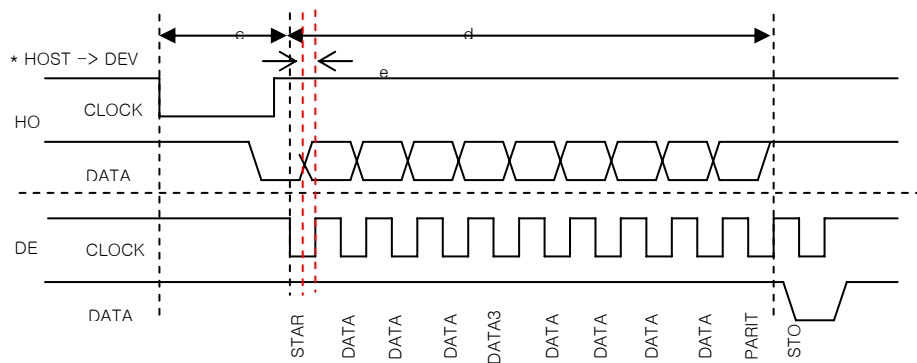 c d
* HOST -> DEV
e
CLOCK
HO
DATA
DE CLOCK
DATA
STAR
DATA
DATA
DATA
DATA3
DATA
DATA
DATA
DATA
PARIT
STO